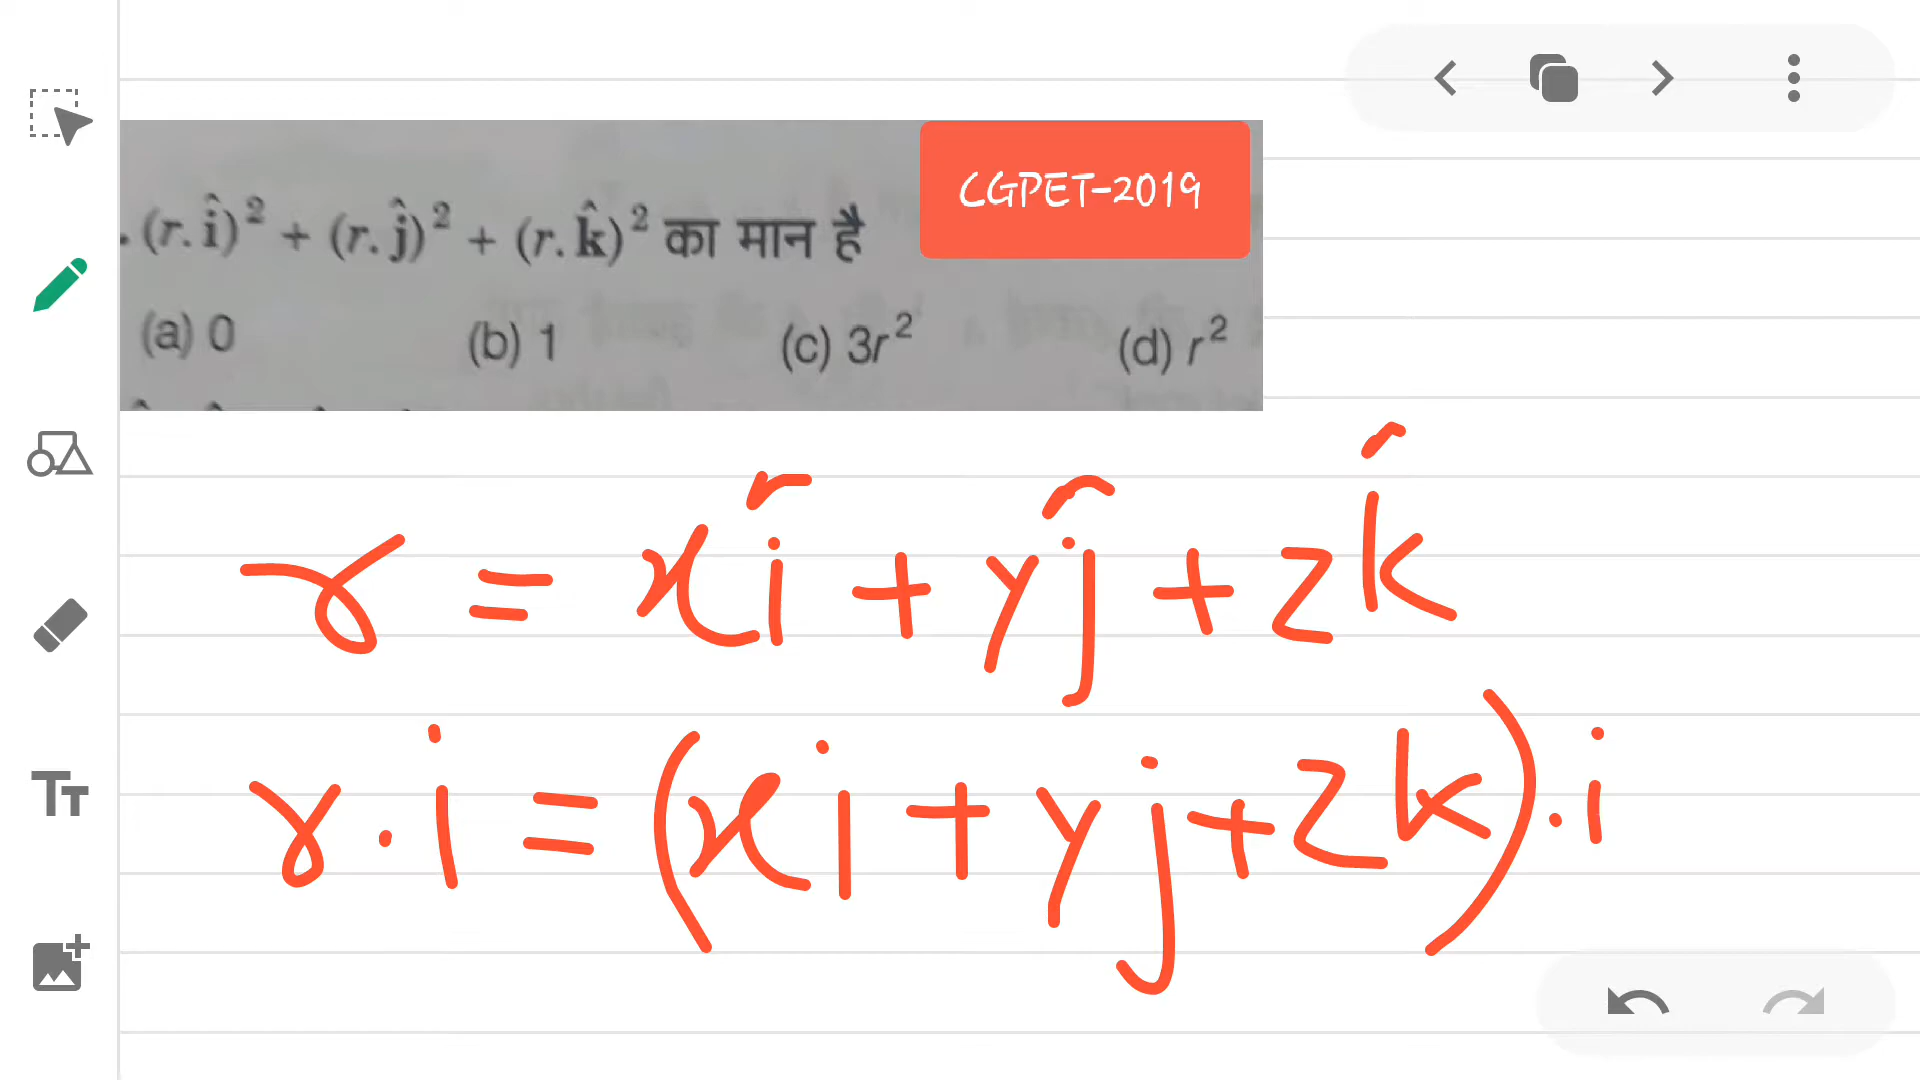 CGPET-2019
(r.î)² + (r.ĵ)² + (r.k̂)² का मान है
(a) 0 (b) 1 (c) 3r² (d) r²
r = xî + yĵ + zk̂
r.i = (xi + yj + zk).i